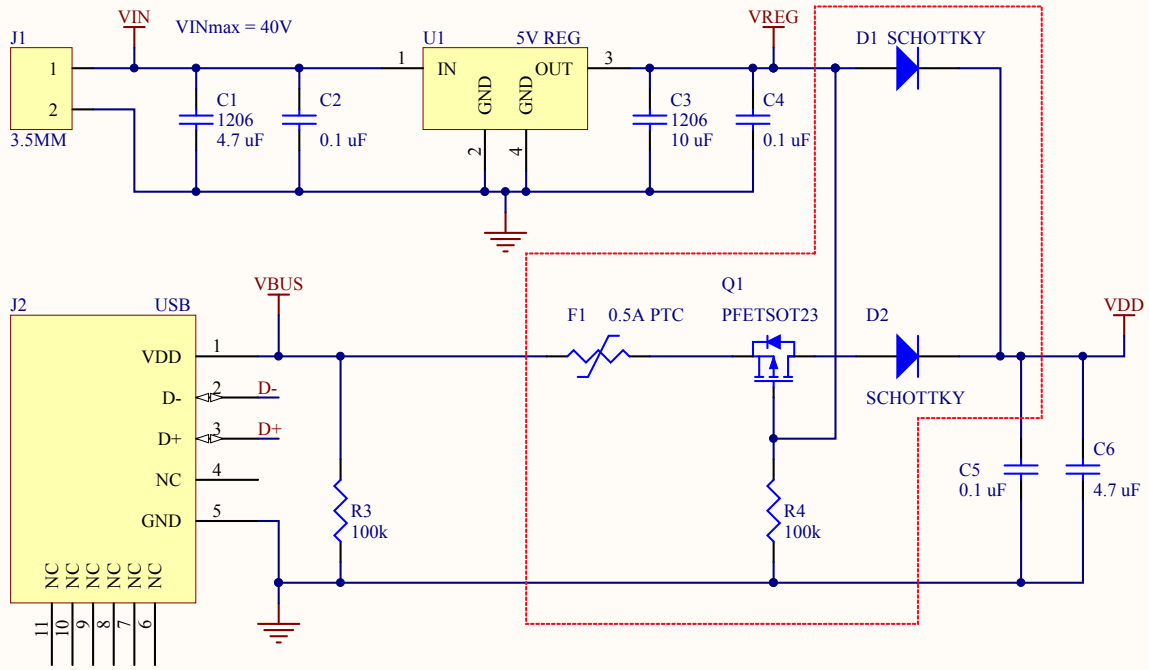 VIN
VINmax = 40V
VREG
J1
U1
5V REG
D1 SCHOTTKY
1
2
3.5MM
1
IN
OUT
3
GND
GND
2
4
C1
1206
4.7 uF
C2
0.1 uF
C3
1206
10 uF
C4
0.1 uF
VBUS
Q1
PFETSOT23
J2
USB
F1 0.5A PTC
D2
VDD
VDD
1
D-
2
D-
D+
3
D+
NC
4
GND
5
SCHOTTKY
R3
100k
R4
100k
C5
0.1 uF
C6
4.7 uF
NC
NC
NC
NC
NC
NC
11
10
9
8
7
6